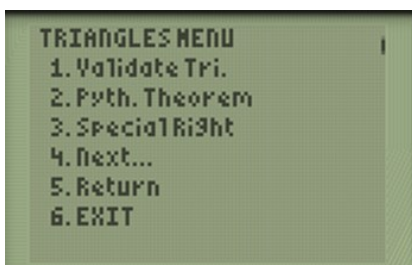 TRIANGLES MENU
1. Validate Tri.
2. Pyth. Theorem
3. Special Right
4. Next...
5. Return
6. EXIT